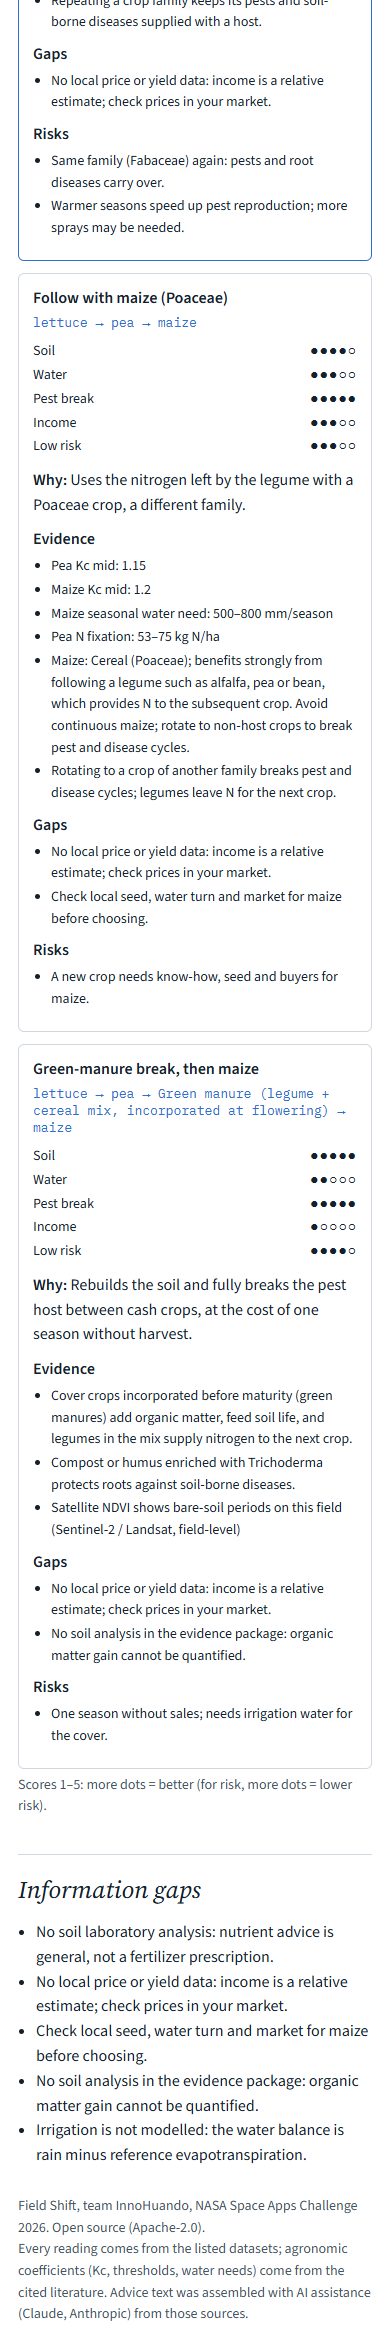 Repeating a crop family keeps its pests and soil-
borne diseases supplied with a host.
Gaps
• No local price or yield data: income is a relative
estimate; check prices in your market.
Risks
• Same family (Fabaceae) again: pests and root
diseases carry over.
• Warmer seasons speed up pest reproduction; more
sprays may be needed.
Follow with maize (Poaceae)
lettuce → pea → maize
Soil ●●●●○
Water ●●●○○
Pest break ●●●●●
Income ●●●○○
Low risk ●●●○○
Why: Uses the nitrogen left by the legume with a
Poaceae crop, a different family.
Evidence
• Pea Kc mid: 1.15
• Maize Kc mid: 1.2
• Maize seasonal water need: 500–800 mm/season
• Pea N fixation: 53–75 kg N/ha
• Maize: Cereal (Poaceae); benefits strongly from
following a legume such as alfalfa, pea or bean,
which provides N to the subsequent crop. Avoid
continuous maize; rotate to non-host crops to break
pest and disease cycles.
• Rotating to a crop of another family breaks pest and
disease cycles; legumes leave N for the next crop.
Gaps
• No local price or yield data: income is a relative
estimate; check prices in your market.
• Check local seed, water turn and market for maize
before choosing.
Risks
• A new crop needs know-how, seed and buyers for
maize.
Green-manure break, then maize
lettuce → pea → Green manure (legume +
cereal mix, incorporated at flowering) →
maize
Soil ●●●●●
Water ●●○○○
Pest break ●●●●●
Income ●○○○○
Low risk ●●●●○
Why: Rebuilds the soil and fully breaks the pest
host between cash crops, at the cost of one
season without harvest.
Evidence
• Cover crops incorporated before maturity (green
manures) add organic matter, feed soil life, and
legumes in the mix supply nitrogen to the next crop.
• Compost or humus enriched with Trichoderma
protects roots against soil-borne diseases.
• Satellite NDVI shows bare-soil periods on this field
(Sentinel-2 / Landsat, field-level)
Gaps
• No local price or yield data: income is a relative
estimate; check prices in your market.
• No soil analysis in the evidence package: organic
matter gain cannot be quantified.
Risks
• One season without sales; needs irrigation water for
the cover.
Scores 1–5: more dots = better (for risk, more dots = lower
risk).
Information gaps
• No soil laboratory analysis: nutrient advice is
general, not a fertilizer prescription.
• No local price or yield data: income is a relative
estimate; check prices in your market.
• Check local seed, water turn and market for maize
before choosing.
• No soil analysis in the evidence package: organic
matter gain cannot be quantified.
• Irrigation is not modelled: the water balance is
rain minus reference evapotranspiration.
Field Shift, team InnoHuando, NASA Space Apps Challenge
2026. Open source (Apache-2.0).
Every reading comes from the listed datasets; agronomic
coefficients (Kc, thresholds, water needs) come from the
cited literature. Advice text was assembled with AI assistance
(Claude, Anthropic) from those sources.